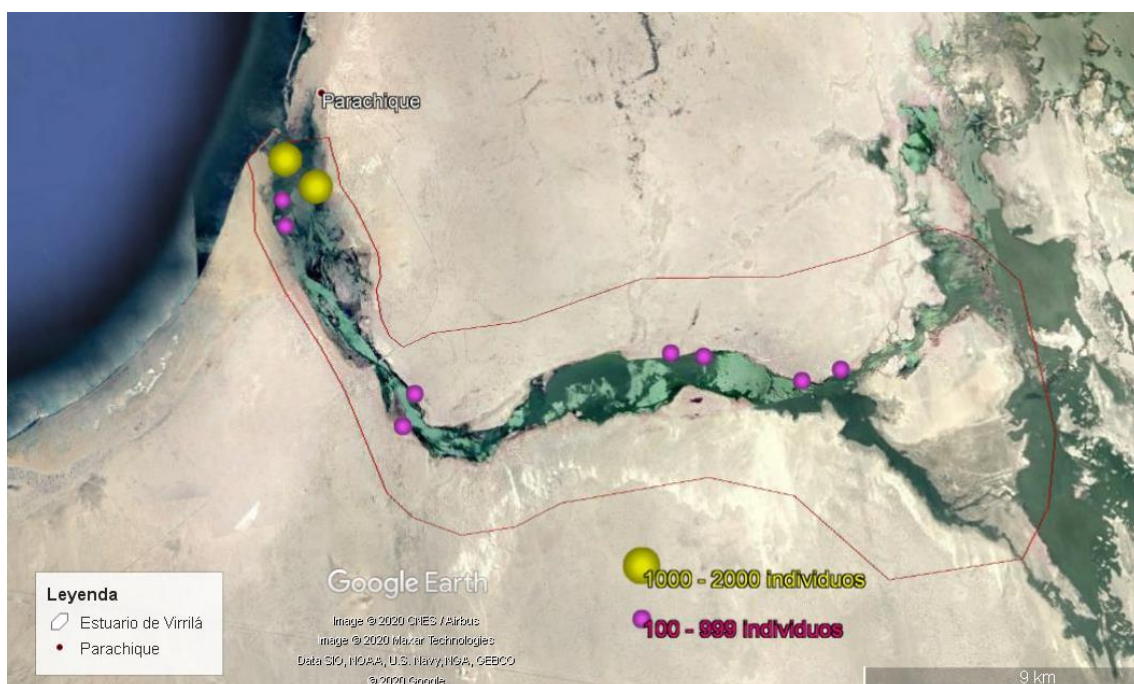 Parachique
1000 - 2000 individuos
100 - 999 individuos
Leyenda
Estuario de Virrilá
Parachique
Google Earth
Image © 2020 CNES / Airbus
Image © 2020 Maxar Technologies
Data SIO, NOAA, U.S. Navy, NGA, GEBCO
© 2020 Google
9 km